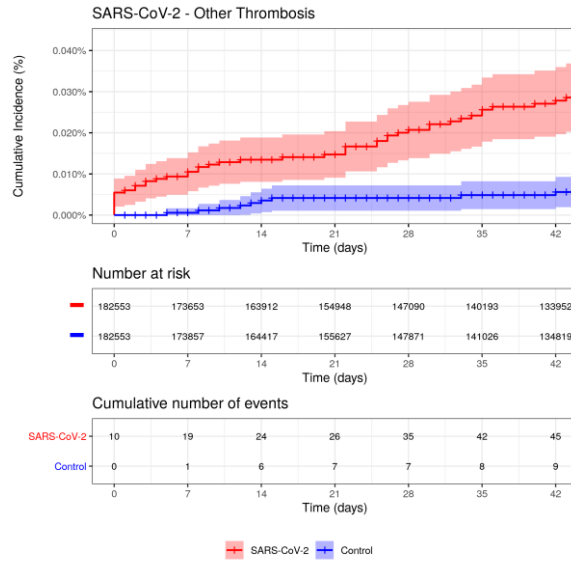 SARS-CoV-2 - Other Thrombosis
Cumulative Incidence (%)
0.040%
0.030%
0.020%
0.010%
0.000%
0 7 14 21 28 35 42
Time (days)
Number at risk
182553 173653 163912 154948 147090 140193 133952
182553 173857 164417 155627 147871 141026 134819
0 7 14 21 28 35 42
Time (days)
Cumulative number of events
SARS-CoV-2 10 19 24 26 35 42 45
Control 0 1 6 7 7 8 9
0 7 14 21 28 35 42
Time (days)
SARS-CoV-2 Control